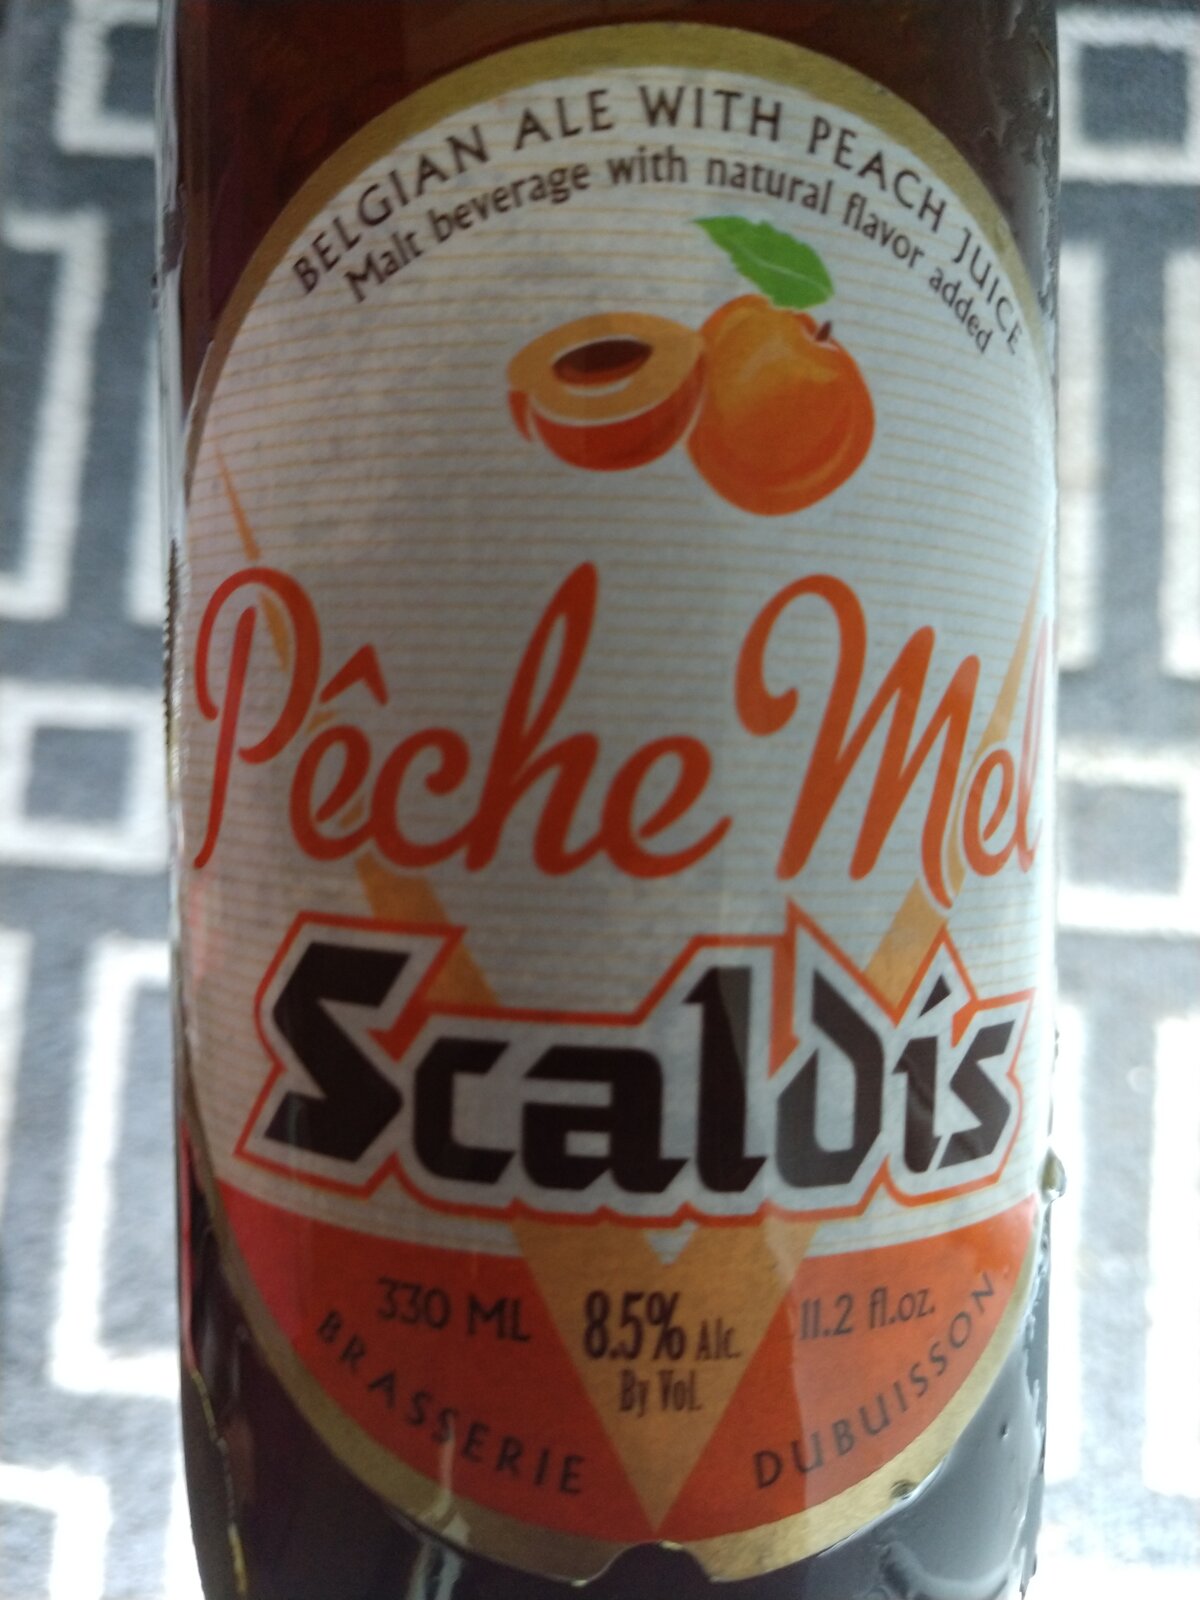 BELGIAN ALE WITH PEACH JUICE
Malt beverage with natural flavor added
Pêche Mel
Scaldis
330 ML
8.5% Alc.
By Vol.
11.2 fl.oz.
BRASSERIE DUBUISSON